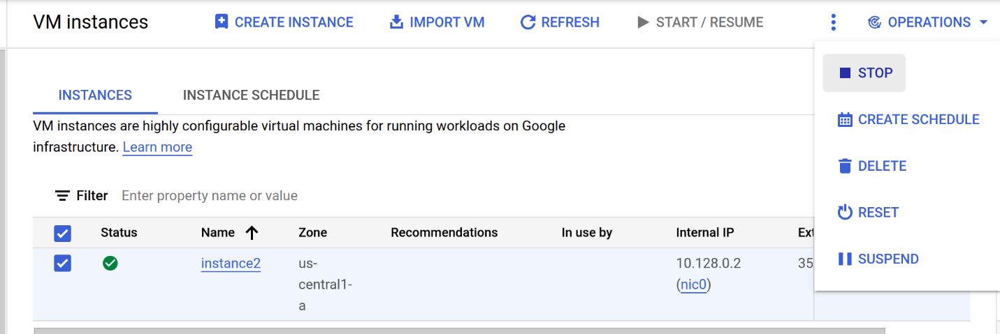 VM instances CREATE INSTANCE IMPORT VM REFRESH START / RESUME OPERATIONS
STOP
INSTANCES INSTANCE SCHEDULE
CREATE SCHEDULE
VM instances are highly configurable virtual machines for running workloads on Google
infrastructure. Learn more
DELETE
Filter Enter property name or value
RESET
Status Name Zone Recommendations In use by Internal IP
SUSPEND
instance2 us- 10.128.0.2 35
central1- (nic0)
a